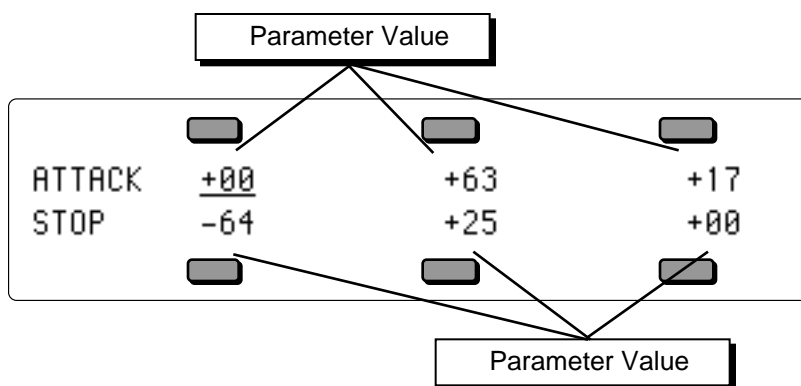 Parameter Value
ATTACK +00 +63 +17
STOP -64 +25 +00
Parameter Value